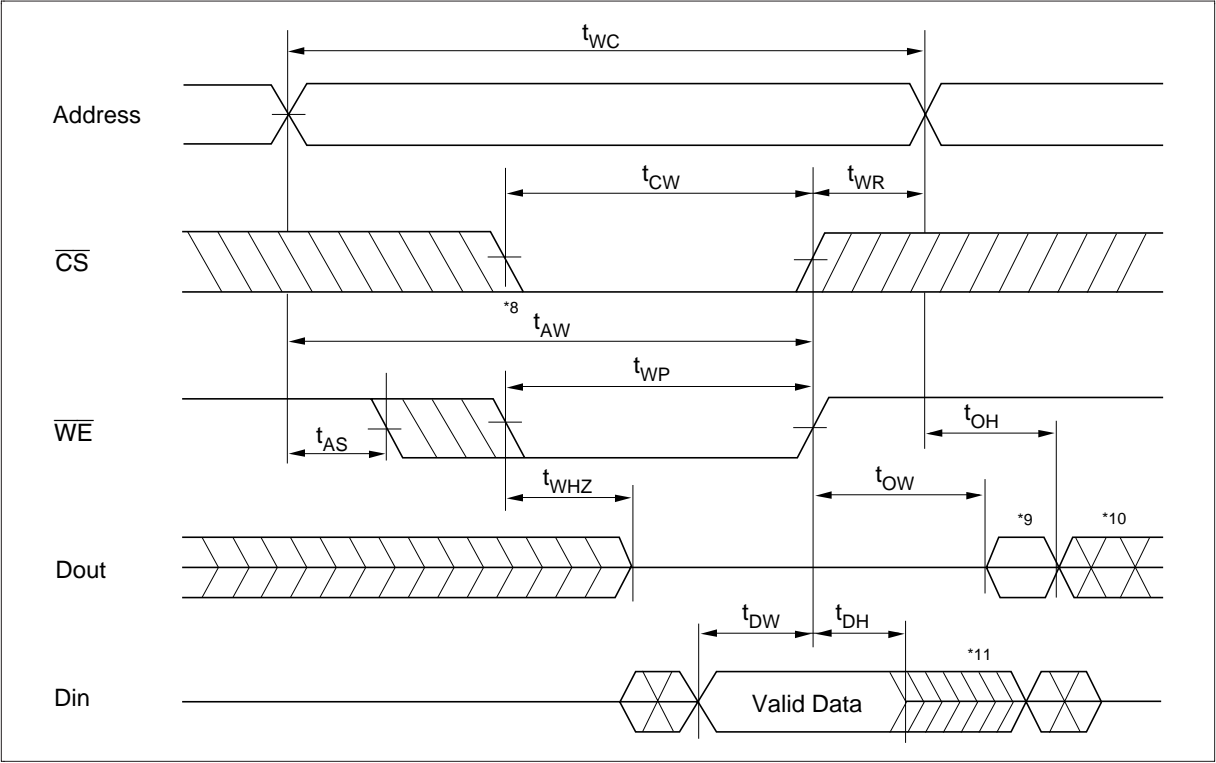 tWC
Address
tCW
tWR
CS
*8
tAW
tWP
WE
tAS
tOH
tWHZ
tOW
*9
*10
Dout
tDW
tDH
*11
Din
Valid Data